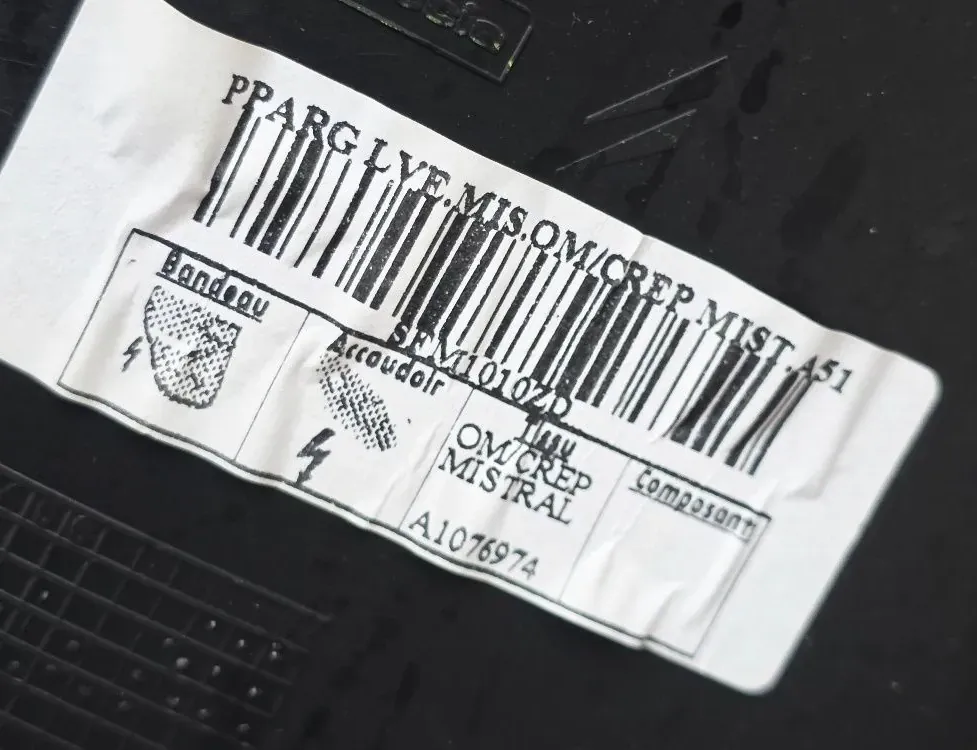 PPARG LVE.MIS.OM/CREP MIST.A51
SFM1010ZD
Bandeau
Accoudoir
Tissu
OM/CREP
MISTRAL
A1076974
Composant